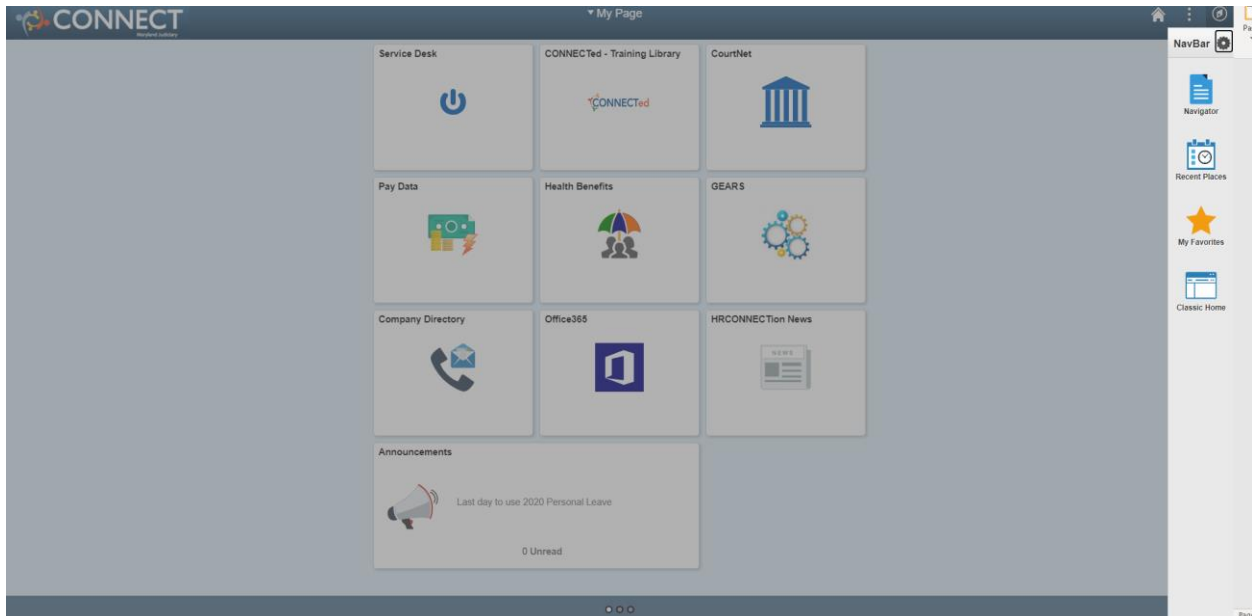 CONNECT
Maryland Judiciary
My Page
NavBar
Service Desk
CONNECTed - Training Library
CONNECTed
CourtNet
Navigator
Recent Places
My Favorites
Classic Home
Pay Data
Health Benefits
GEARS
Company Directory
Office365
HRCONNECTion News
NEWS
Announcements
Last day to use 2020 Personal Leave
0 Unread